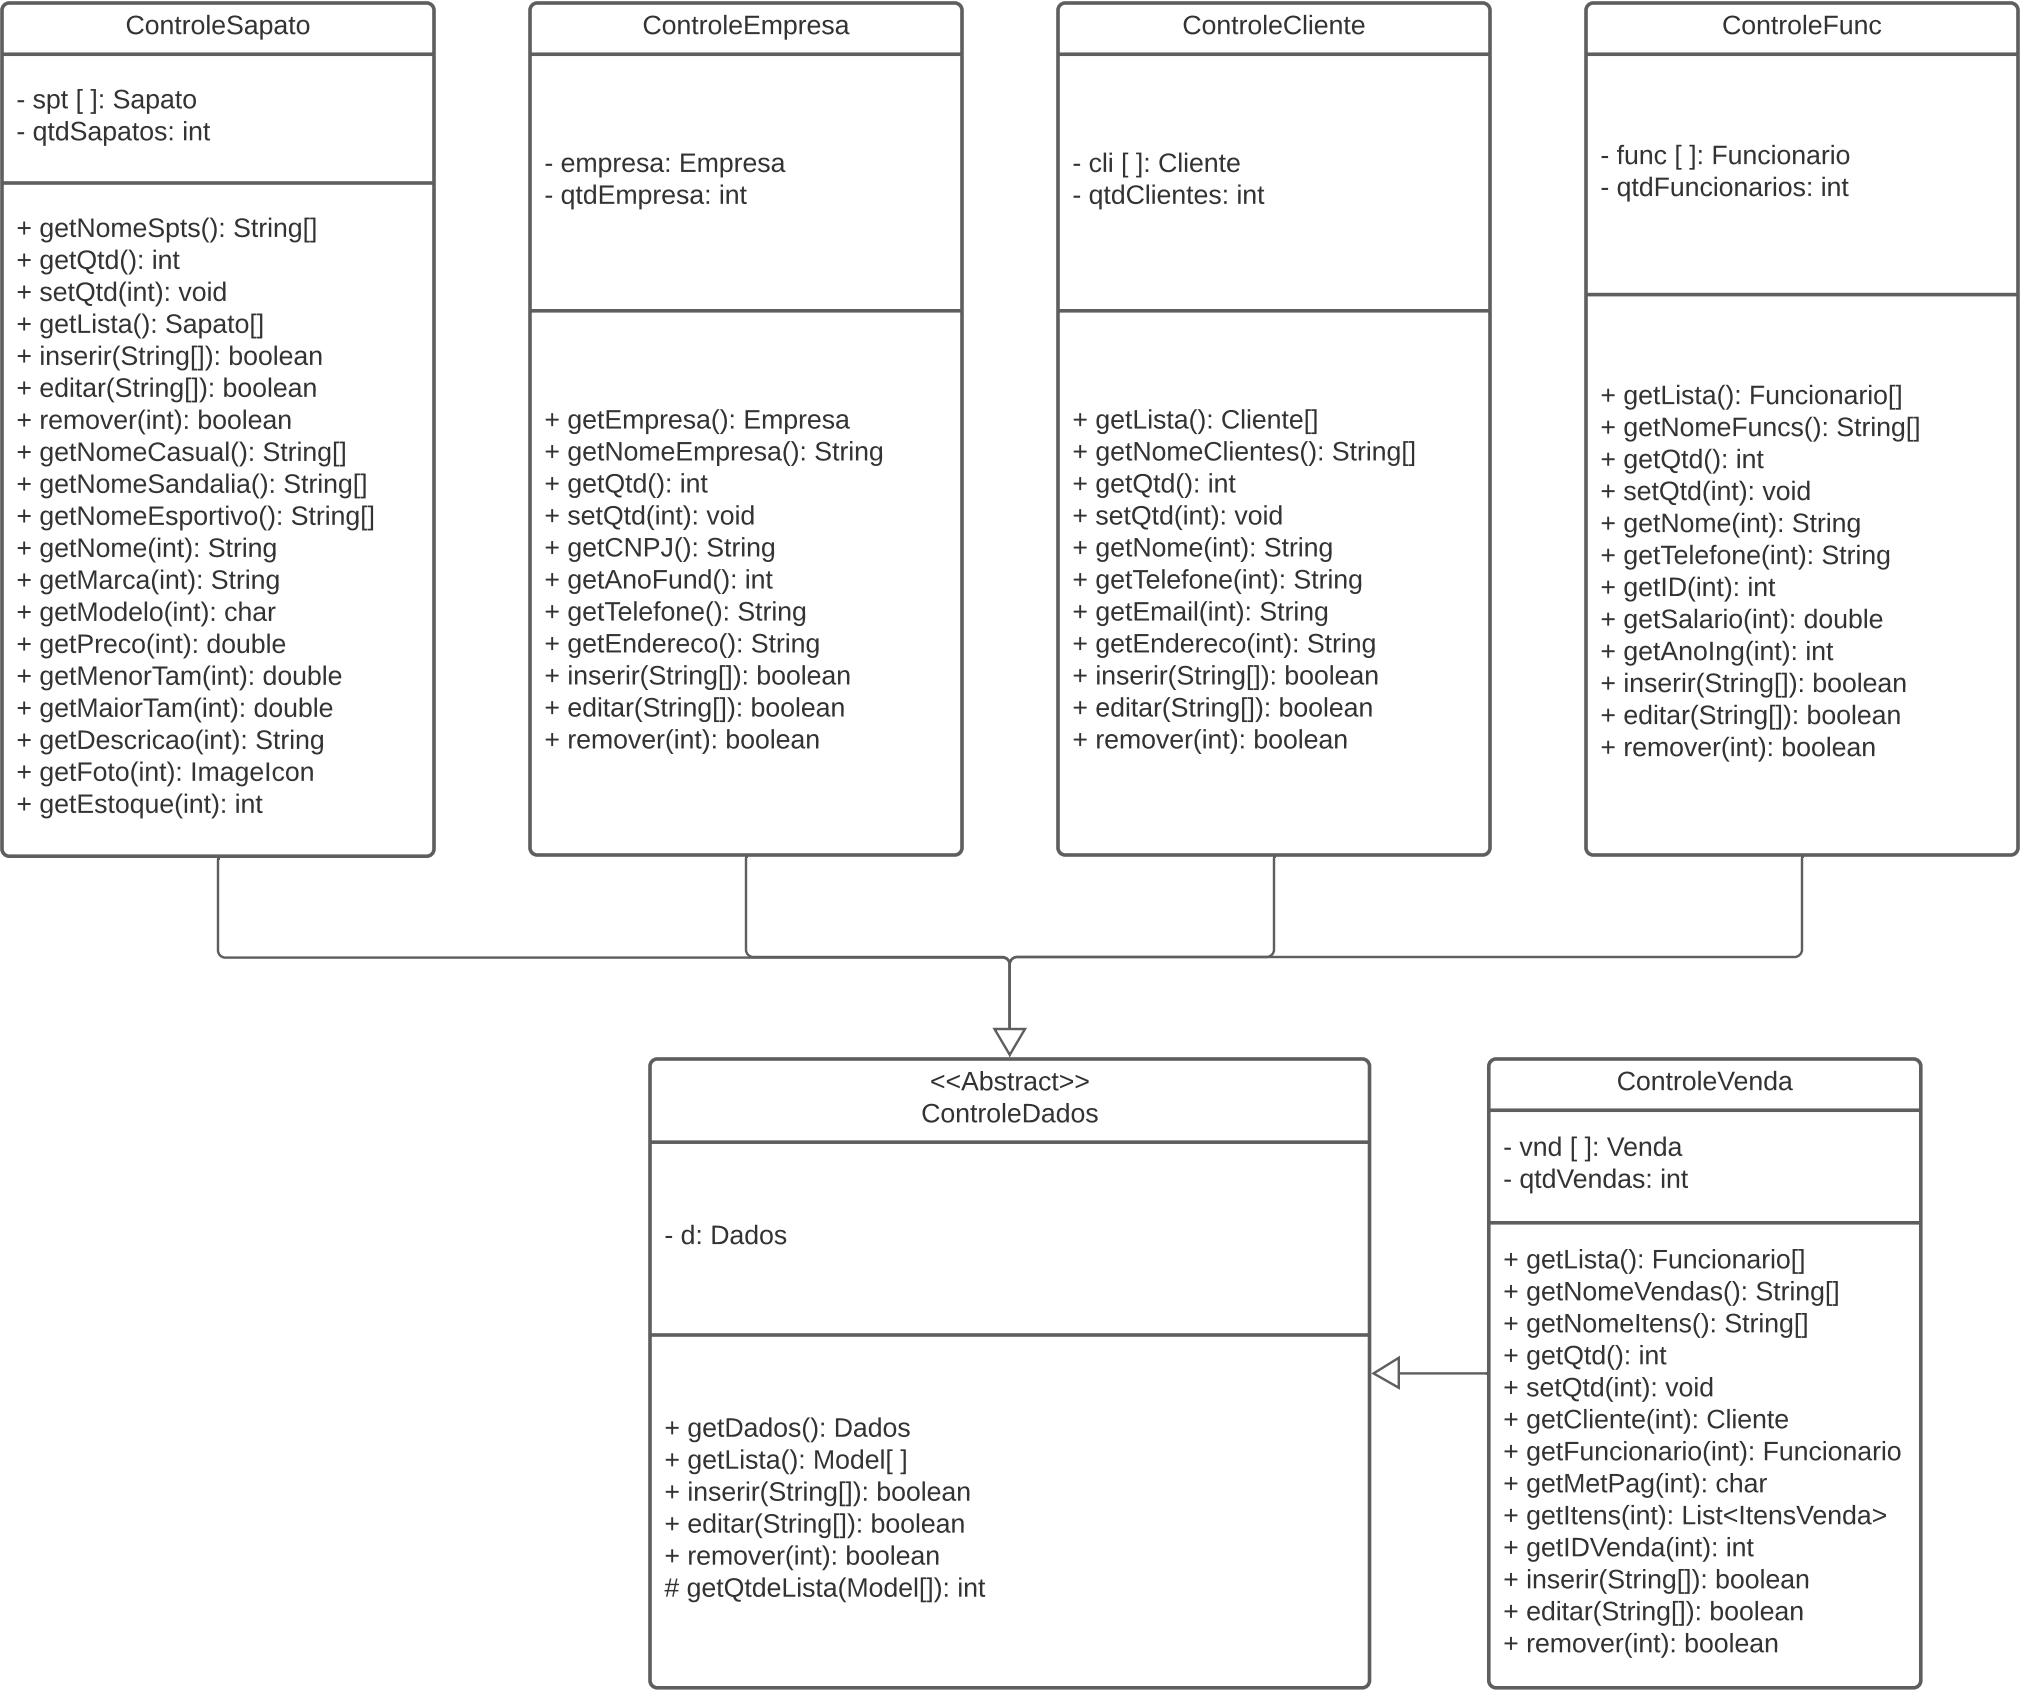 ControleSapato
- spt [ ]: Sapato
- qtdSapatos: int
+ getNomeSpts(): String[]
+ getQtd(): int
+ setQtd(int): void
+ getLista(): Sapato[]
+ inserir(String[]): boolean
+ editar(String[]): boolean
+ remover(int): boolean
+ getNomeCasual(): String[]
+ getNomeSandalia(): String[]
+ getNomeEsportivo(): String[]
+ getNome(int): String
+ getMarca(int): String
+ getModelo(int): char
+ getPreco(int): double
+ getMenorTam(int): double
+ getMaiorTam(int): double
+ getDescricao(int): String
+ getFoto(int): ImageIcon
+ getEstoque(int): int
ControleEmpresa
- empresa: Empresa
- qtdEmpresa: int
+ getEmpresa(): Empresa
+ getNomeEmpresa(): String
+ getQtd(): int
+ setQtd(int): void
+ getCNPJ(): String
+ getAnoFund(): int
+ getTelefone(): String
+ getEndereco(): String
+ inserir(String[]): boolean
+ editar(String[]): boolean
+ remover(int): boolean
ControleCliente
- cli [ ]: Cliente
- qtdClientes: int
+ getLista(): Cliente[]
+ getNomeClientes(): String[]
+ getQtd(): int
+ setQtd(int): void
+ getNome(int): String
+ getTelefone(int): String
+ getEmail(int): String
+ getEndereco(int): String
+ inserir(String[]): boolean
+ editar(String[]): boolean
+ remover(int): boolean
ControleFunc
- func [ ]: Funcionario
- qtdFuncionarios: int
+ getLista(): Funcionario[]
+ getNomeFuncs(): String[]
+ getQtd(): int
+ setQtd(int): void
+ getNome(int): String
+ getTelefone(int): String
+ getID(int): int
+ getSalario(int): double
+ getAnoIng(int): int
+ inserir(String[]): boolean
+ editar(String[]): boolean
+ remover(int): boolean
<<Abstract>>
ControleDados
- d: Dados
+ getDados(): Dados
+ getLista(): Model[ ]
+ inserir(String[]): boolean
+ editar(String[]): boolean
+ remover(int): boolean
# getQtdeLista(Model[]): int
ControleVenda
- vnd [ ]: Venda
- qtdVendas: int
+ getLista(): Funcionario[]
+ getNomeVendas(): String[]
+ getNomeItens(): String[]
+ getQtd(): int
+ setQtd(int): void
+ getCliente(int): Cliente
+ getFuncionario(int): Funcionario
+ getMetPag(int): char
+ getItens(int): List<ItensVenda>
+ getIDVenda(int): int
+ inserir(String[]): boolean
+ editar(String[]): boolean
+ remover(int): boolean